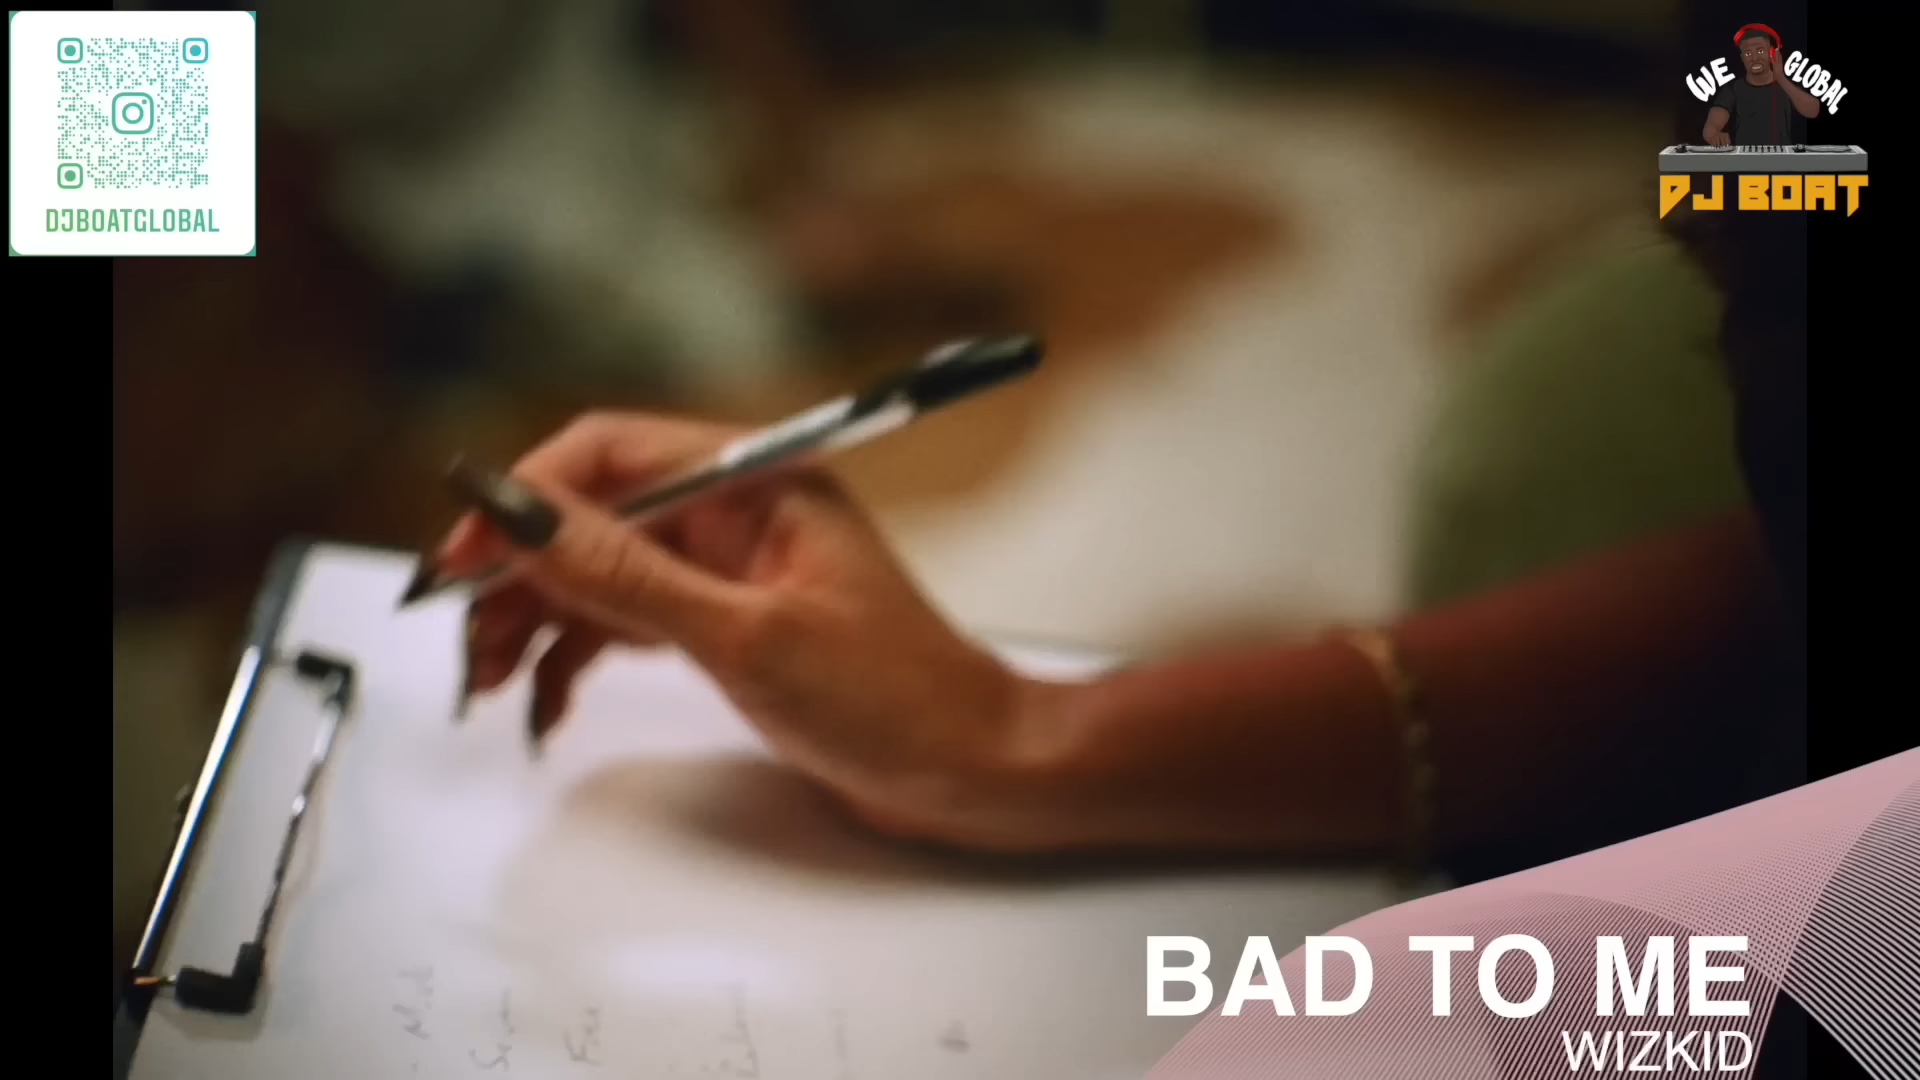 DJBOATGLOBAL
WE GLOBAL
DJ BOAT
BAD TO ME
WIZKID